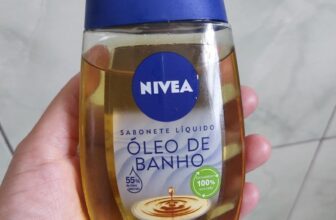 NIVEA
SABONETE LÍQUIDO
ÓLEO DE
BANHO
55%
100%